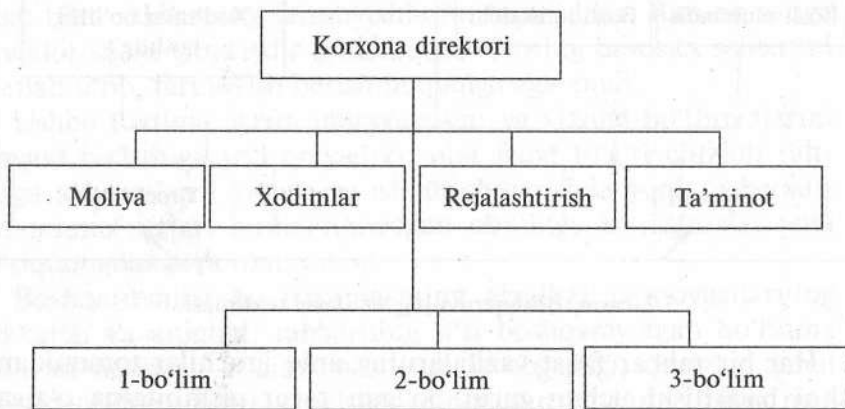 Korxona direktori
Moliya
Xodimlar
Rejalashtirish
Ta'minot
1-bo'lim
2-bo'lim
3-bo'lim